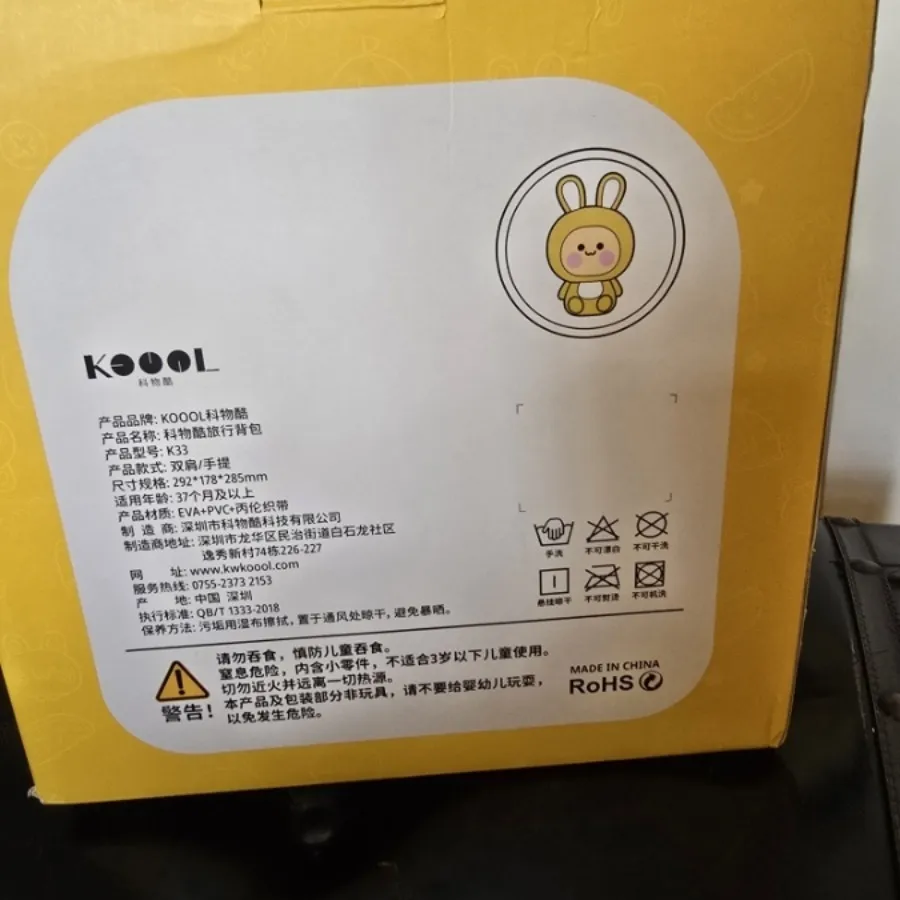 KOOOL
科物酷
产品品牌: KOOOL科物酷
产品名称: 科物酷旅行背包
产品型号: K33
产品款式: 双肩/手提
尺寸规格: 292*178*285mm
适用年龄: 37个月及以上
产品材质: EVA+PVC+丙伦织带
制 造 商: 深圳市科物酷科技有限公司
制造商地址: 深圳市龙华区民治街道白石龙社区
逸秀新村74栋226-227
网 址: www.kwkoool.com
服务热线: 0755-2373 2153
产 地: 中国 深圳
执行标准: QB/T 1333-2018
保养方法: 污垢用湿布擦拭，置于通风处晾干，避免暴晒。
手洗 不可漂白 不可干洗
悬挂晾干 不可熨烫 不可机洗
警告!
请勿吞食，慎防儿童吞食。
窒息危险，内含小零件，不适合3岁以下儿童使用。
切勿近火并远离一切热源。
本产品及包装部分非玩具，请不要给婴幼儿玩耍，
以免发生危险。
MADE IN CHINA
RoHS